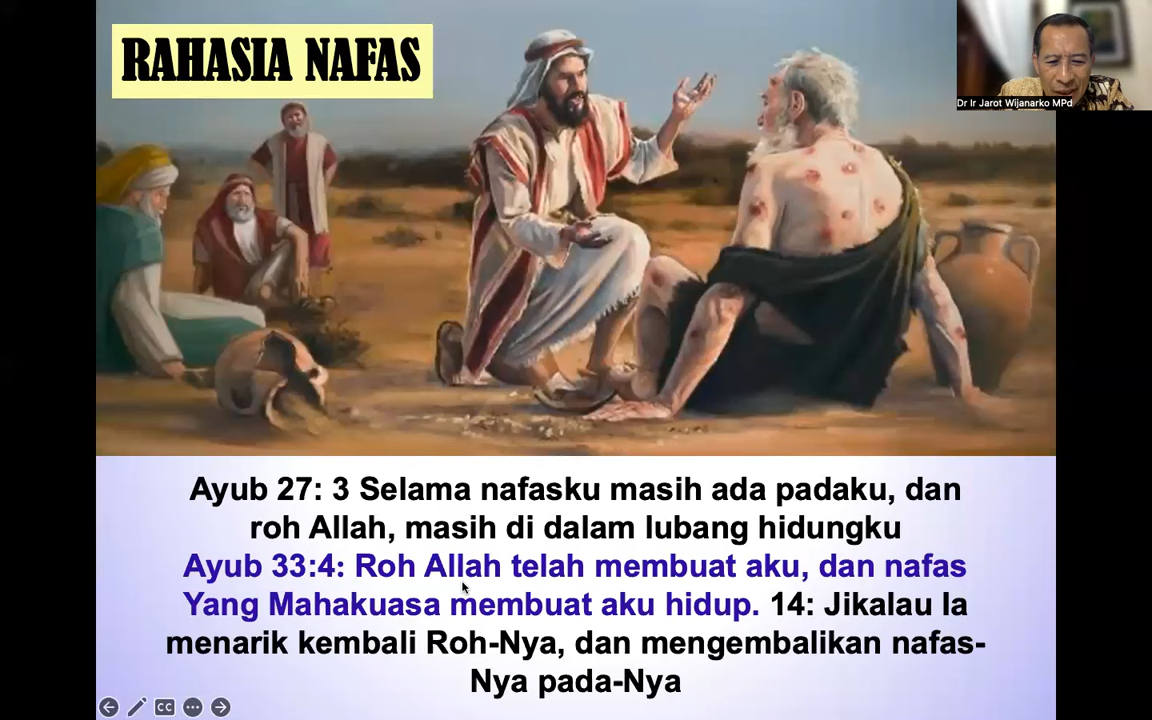 RAHASIA NAFAS
Dr Ir Jarot Wijanarko MPd
Ayub 27: 3 Selama nafasku masih ada padaku, dan
roh Allah, masih di dalam lubang hidungku
Ayub 33:4: Roh Allah telah membuat aku, dan nafas
Yang Mahakuasa membuat aku hidup. 14: Jikalau Ia
menarik kembali Roh-Nya, dan mengembalikan nafas-
Nya pada-Nya
CC